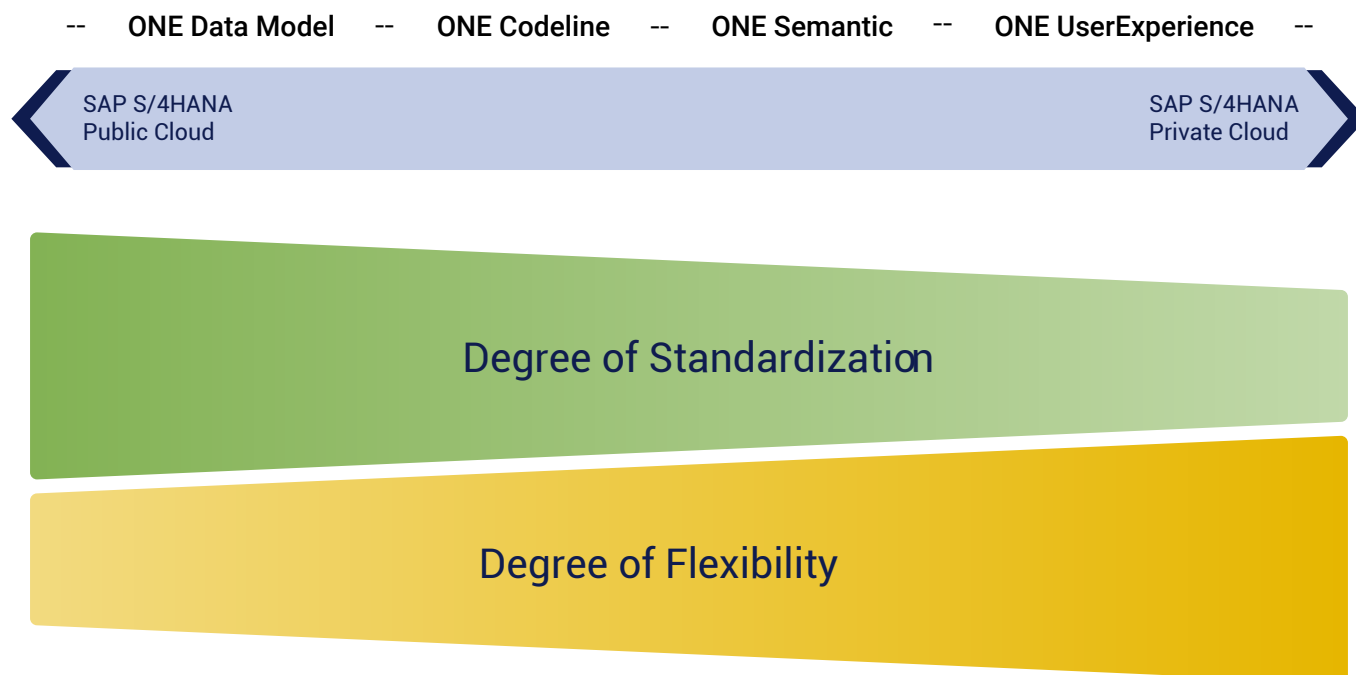 -- ONE Data Model -- ONE Codeline -- ONE Semantic -- ONE UserExperience --
SAP S/4HANA
Public Cloud
SAP S/4HANA
Private Cloud
Degree of Standardization
Degree of Flexibility